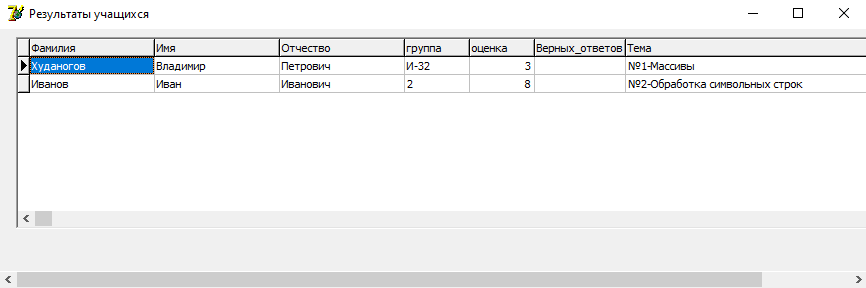 Результаты учащихся
Фамилия Имя Отчество группа оценка Верных_ответов Тема
Худаногов Владимир Петрович И-32 3 №1-Массивы
Иванов Иван Иванович 2 8 №2-Обработка символьных строк